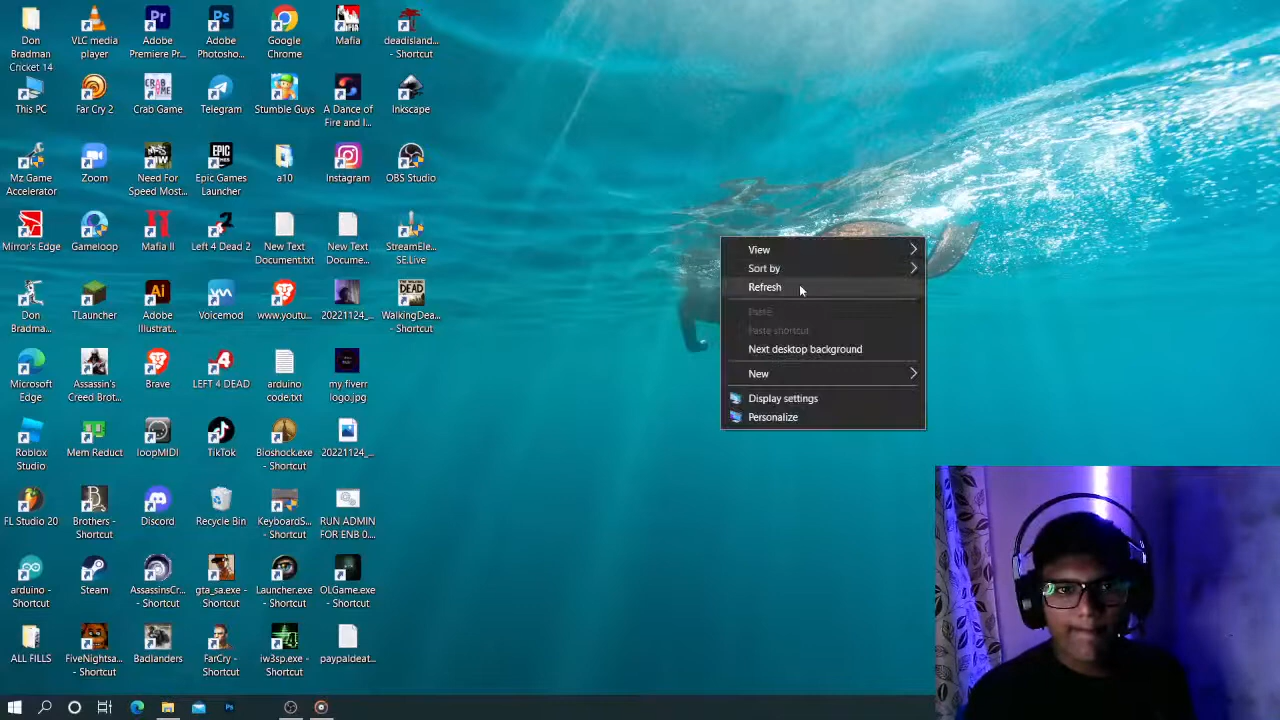 Don
Bradman
Cricket 14
VLC media
player
Adobe
Premiere Pr...
Adobe
Photosho...
Google
Chrome
Mafia
deadisland...
- Shortcut
This PC
Far Cry 2
Crab Game
Telegram
Stumble Guys
A Dance of
Fire and I...
Inkscape
Mz Game
Accelerator
Zoom
Need For
Speed Most...
Epic Games
Launcher
a10
Instagram
OBS Studio
Mirror's Edge
Gameloop
Mafia II
Left 4 Dead 2
New Text
Document.txt
New Text
Document...
StreamEle...
SE.Live
Don
Bradma...
TLauncher
Adobe
Illustrat...
Voicemod
www.youtu...
20221124_...
WalkingDea...
- Shortcut
Microsoft
Edge
Assassin's
Creed Brot...
Brave
LEFT 4 DEAD
arduino
code.txt
my fiverr
logo.jpg
Roblox
Studio
Mem Reduct
loopMIDI
TikTok
Bioshock.exe
- Shortcut
20221124_...
FL Studio 20
Brothers -
Shortcut
Discord
Recycle Bin
KeyboardS...
- Shortcut
RUN ADMIN
FOR ENB 0....
arduino -
Shortcut
Steam
AssassinsCr...
- Shortcut
gta_sa.exe -
Shortcut
Launcher.exe
- Shortcut
OLGame.exe
- Shortcut
ALL FILLS
FiveNightsa...
- Shortcut
Badlanders
FarCry -
Shortcut
iw3sp.exe -
Shortcut
paypaldeat...
View
Sort by
Refresh
Paste
Paste shortcut
Next desktop background
New
Display settings
Personalize